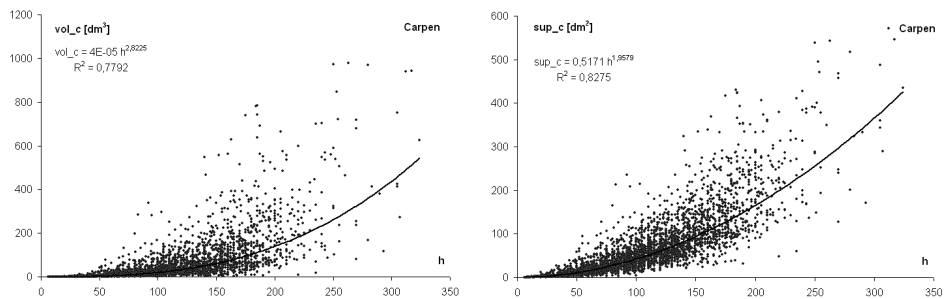 1200
1000
800
600
400
200
0
vol_c [dm³]
Carpen
vol_c = 4E-05 h^2,8225
R² = 0,7792
h
0 50 100 150 200 250 300 350
600
500
400
300
200
100
0
sup_c [dm²]
Carpen
sup_c = 0,5171 h^1,9579
R² = 0,8275
h
0 50 100 150 200 250 300 350